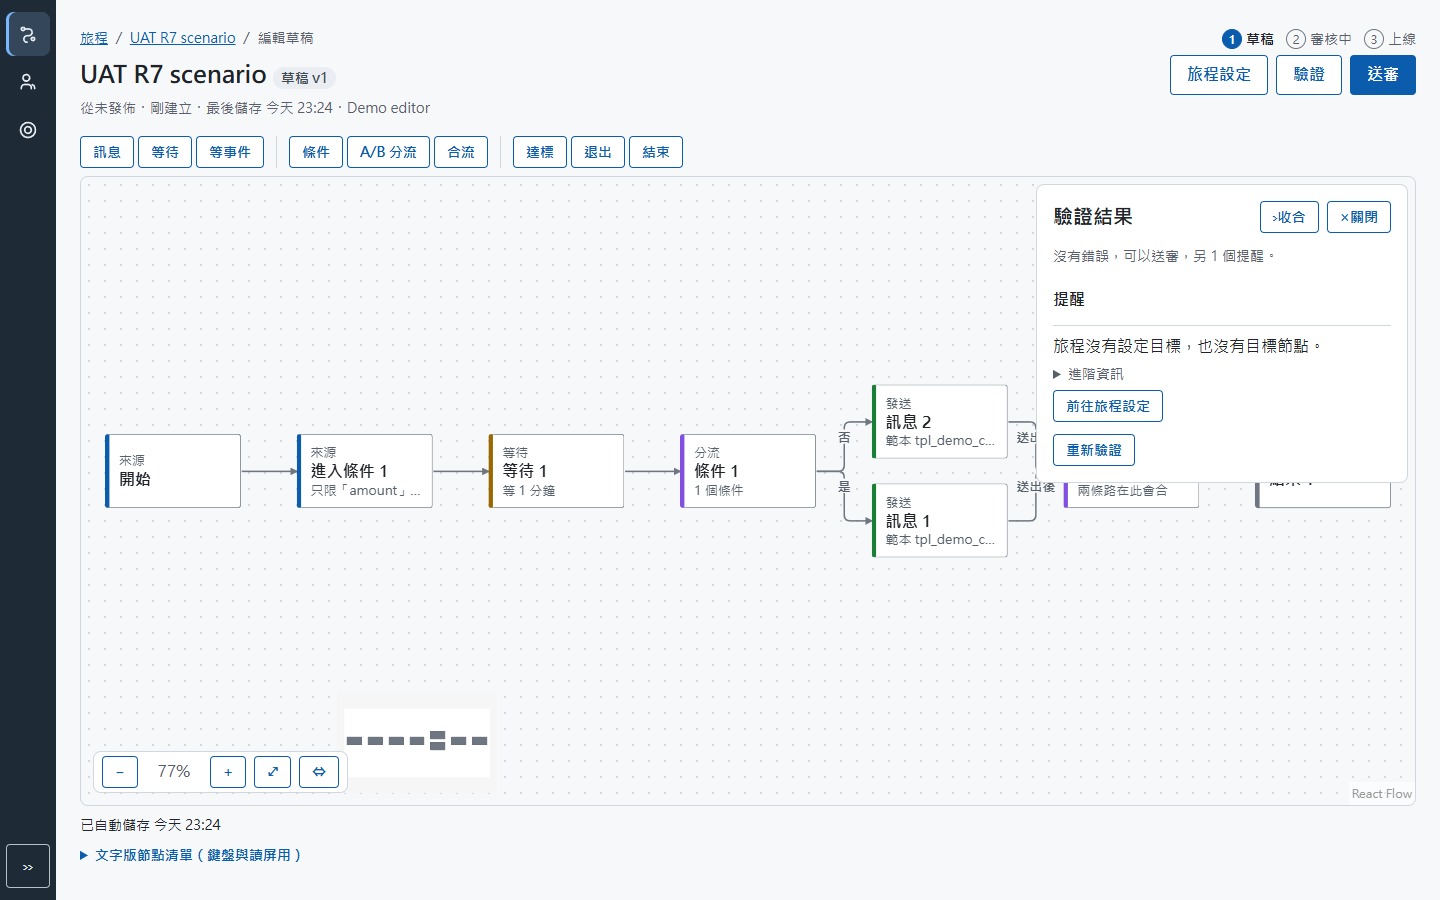 旅程 / UAT R7 scenario / 編輯草稿
1 草稿 2 審核中 3 上線
UAT R7 scenario 草稿 v1
旅程設定 驗證 送審
從未發佈 · 剛建立 · 最後儲存 今天 23:24 · Demo editor
訊息 等待 等事件 條件 A/B 分流 合流 達標 退出 結束
驗證結果
›收合 ×關閉
沒有錯誤，可以送審，另 1 個提醒。
提醒
旅程沒有設定目標，也沒有目標節點。
▶ 進階資訊
前往旅程設定
重新驗證
來源
開始
來源
進入條件 1
只限「amount」...
等待
等待 1
等 1 分鐘
分流
條件 1
1 個條件
否
是
發送
訊息 2
範本 tpl_demo_c...
發送
訊息 1
範本 tpl_demo_c...
送出
送出後
兩條路在此會合
− 77% +
React Flow
已自動儲存 今天 23:24
▶ 文字版節點清單（鍵盤與讀屏用）